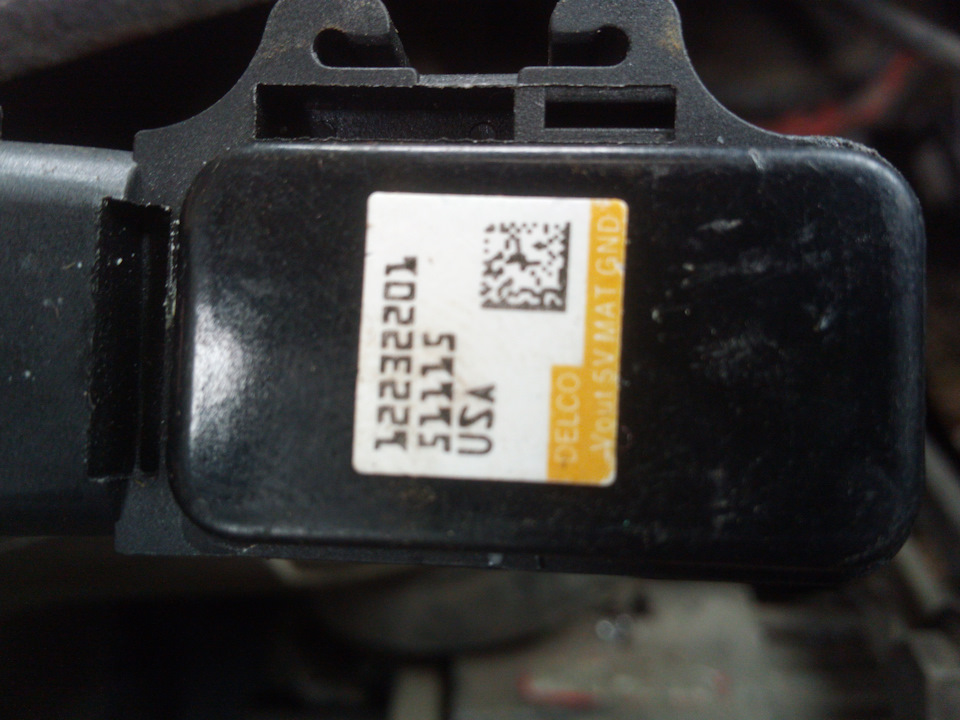 12232201
51115
USA
DELCO
Vout 5V MAT GND